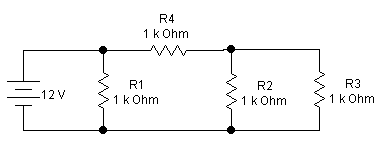 R4
1 k Ohm
R1
1 k Ohm
R2
1 k Ohm
R3
1 k Ohm
12 V